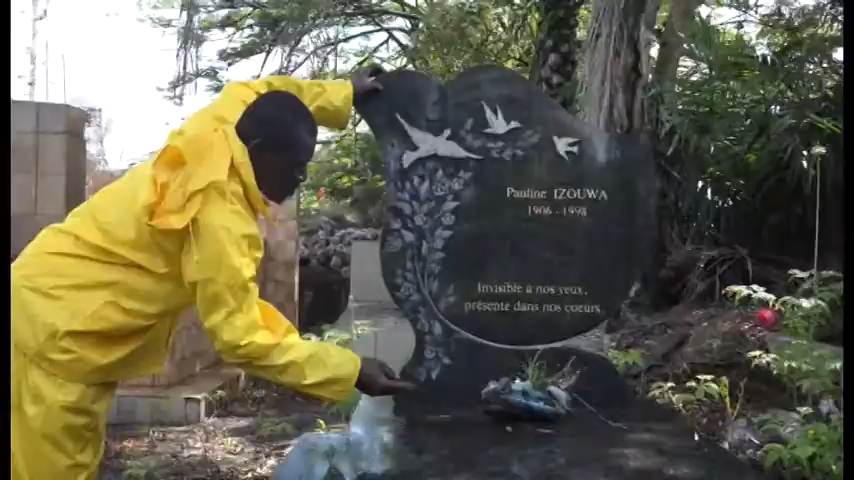 Pauline IZOUWA
1906 - 1998
Invisible à nos yeux,
présente dans nos coeurs